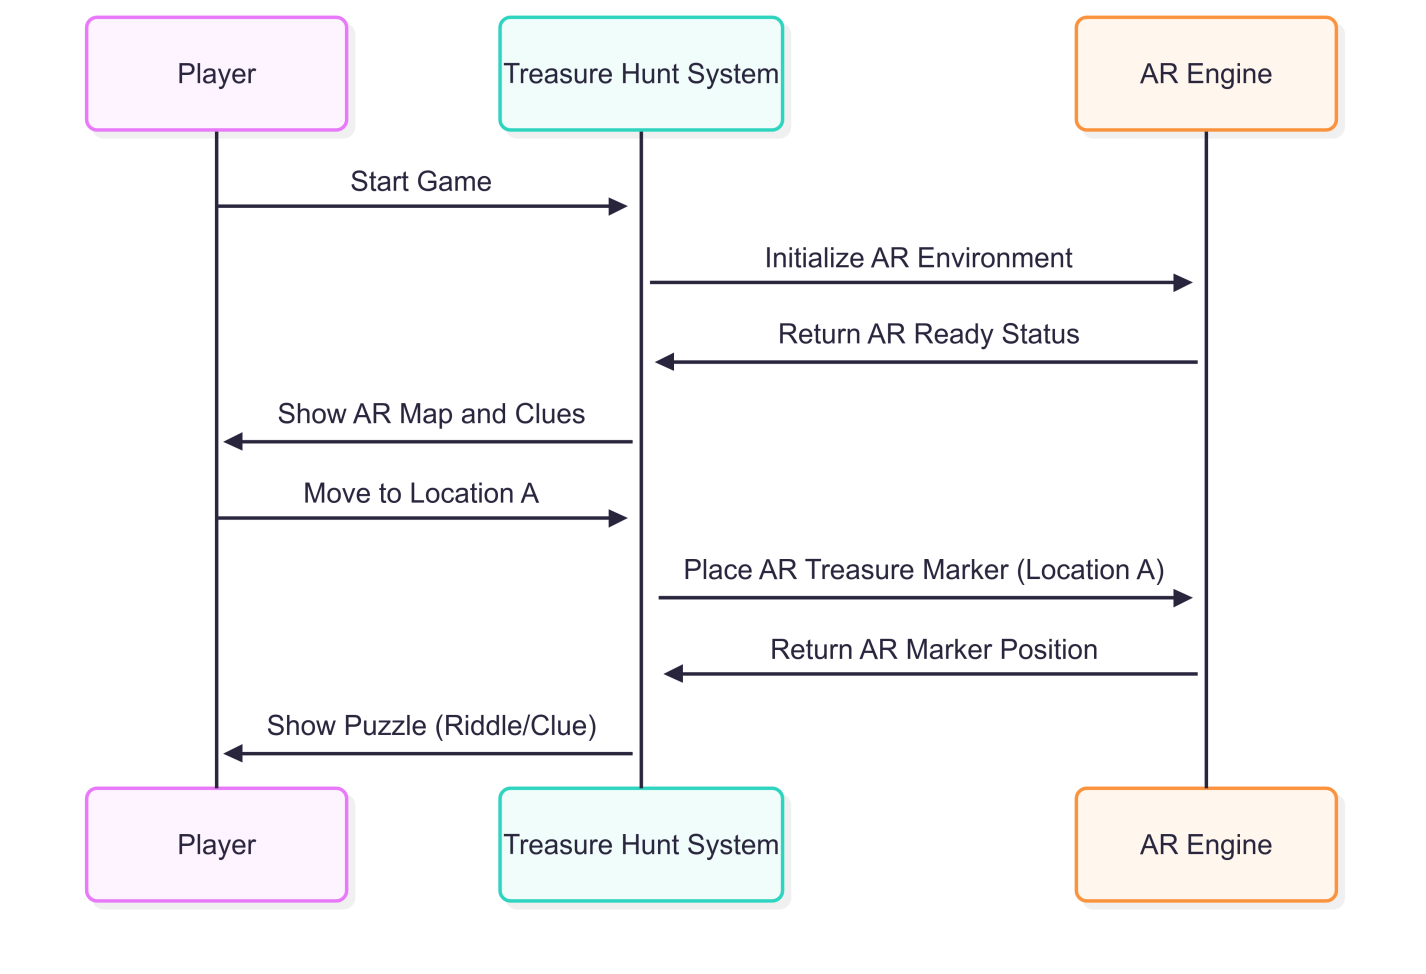 Player
Treasure Hunt System
AR Engine
Start Game
Initialize AR Environment
Return AR Ready Status
Show AR Map and Clues
Move to Location A
Place AR Treasure Marker (Location A)
Return AR Marker Position
Show Puzzle (Riddle/Clue)
Player
Treasure Hunt System
AR Engine